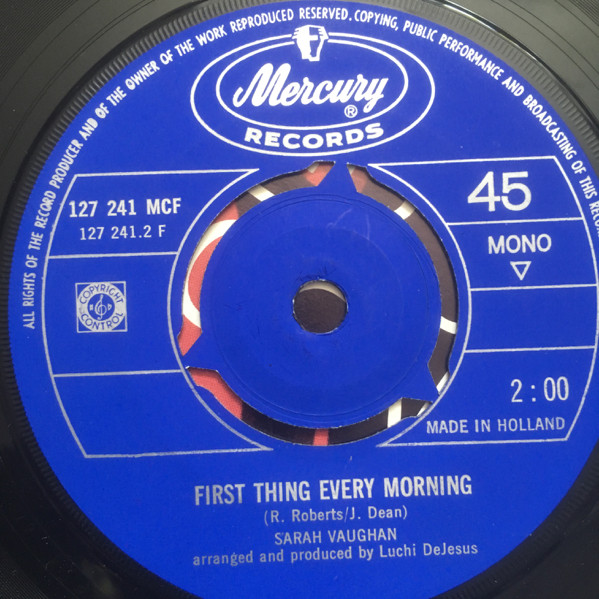 ALL RIGHTS OF THE RECORD PRODUCER AND OF THE OWNER OF THE WORK REPRODUCED RESERVED. COPYING, PUBLIC PERFORMANCE AND BROADCASTING OF THIS
Mercury ®
RECORDS
127 241 MCF
127 241.2 F
45
MONO
COPYRIGHT
CONTROL
2:00
MADE IN HOLLAND
FIRST THING EVERY MORNING
(R. Roberts/J. Dean)
SARAH VAUGHAN
arranged and produced by Luchi DeJesus